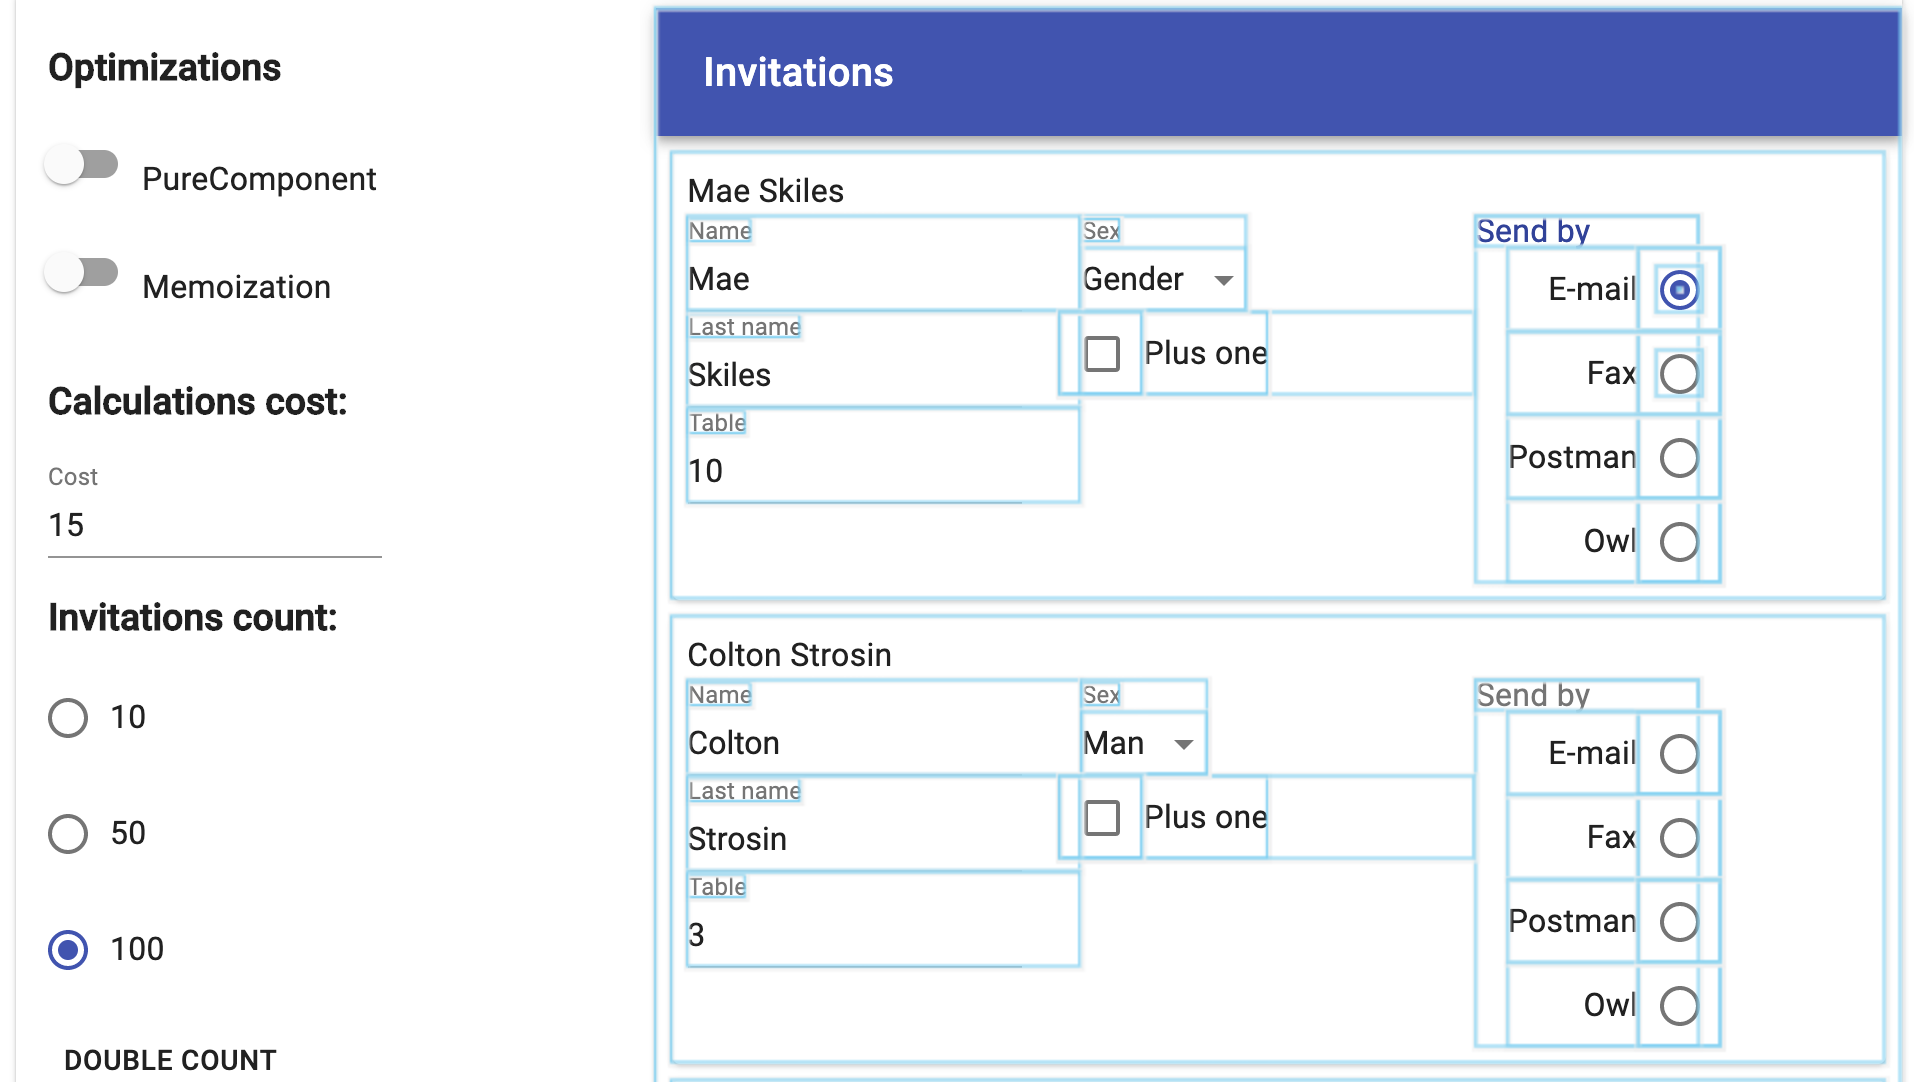 Optimizations
PureComponent
Memoization
Calculations cost:
Cost
15
Invitations count:
10
50
100
DOUBLE COUNT
Invitations
Mae Skiles
Name
Mae
Last name
Skiles
Table
10
Sex
Gender
Plus one
Send by
E-mail
Fax
Postman
Owl
Colton Strosin
Name
Colton
Last name
Strosin
Table
3
Sex
Man
Plus one
Send by
E-mail
Fax
Postman
Owl